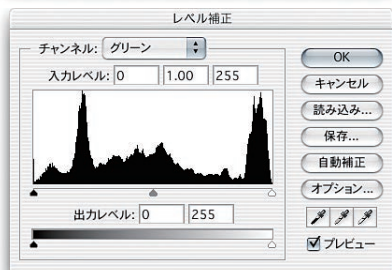 レベル補正
チャンネル: グリーン
入力レベル: 0 1.00 255
出力レベル: 0 255
OK
キャンセル
読み込み...
保存...
自動補正
オプション...
プレビュー